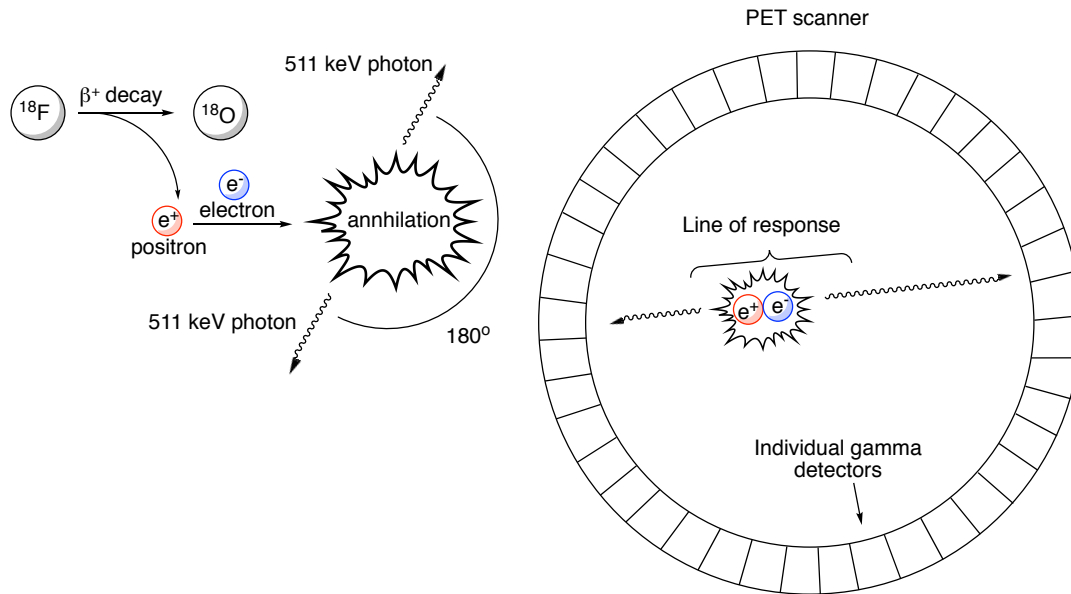 PET scanner
511 keV photon
¹⁸F
β⁺ decay
¹⁸O
e⁻
electron
e⁺
positron
annhilation
511 keV photon
180º
Line of response
e⁺
e⁻
Individual gamma
detectors